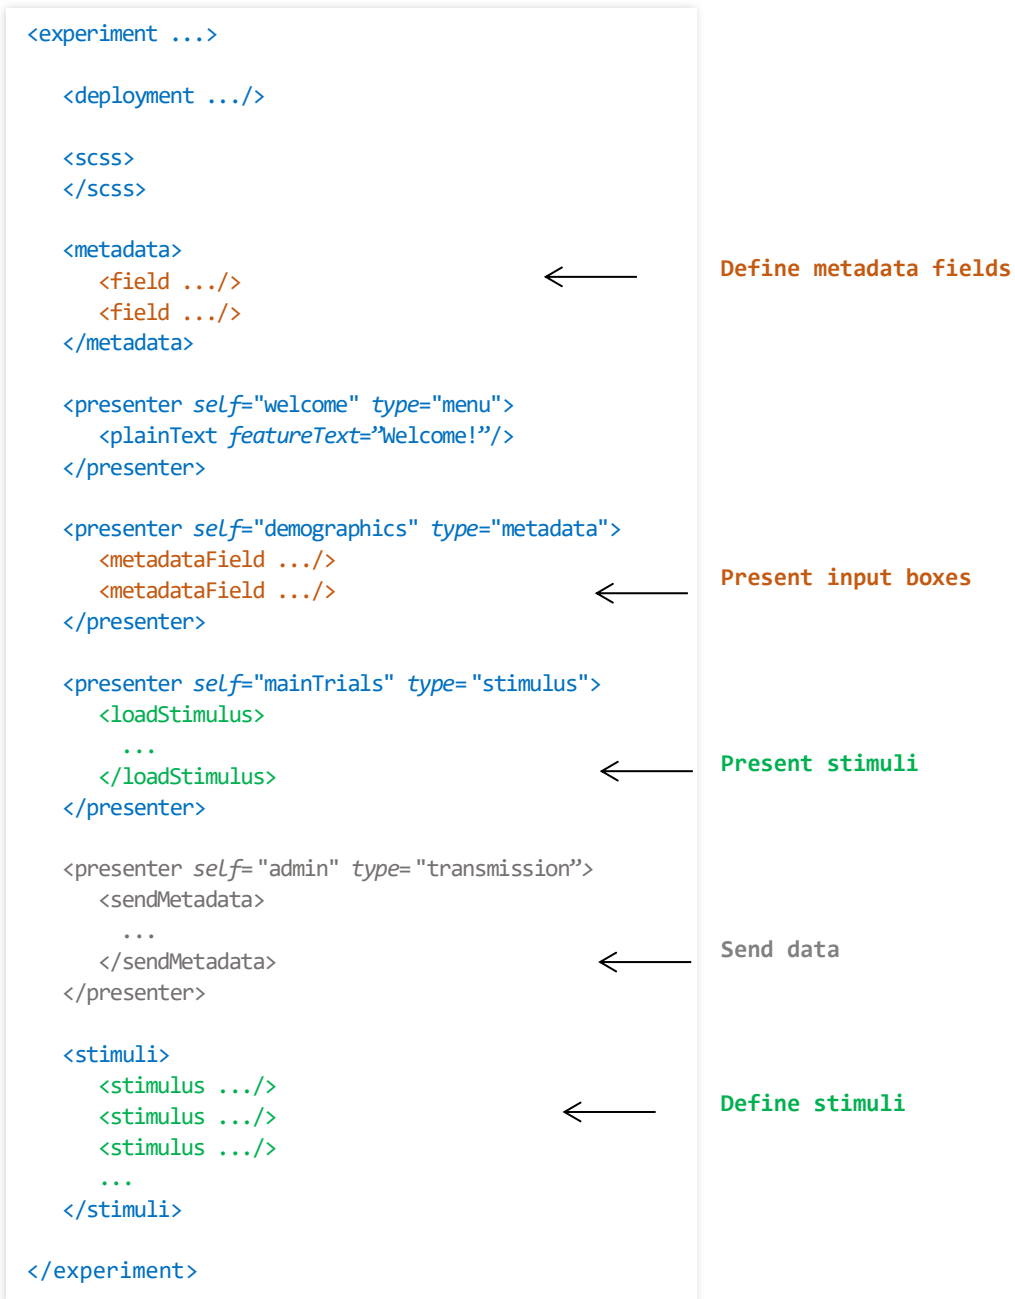 <experiment ...>
<deployment .../>
<scss>
</scss>
<metadata>
<field .../>
<field .../>
</metadata>
Define metadata fields
<presenter self="welcome" type="menu">
<plainText featureText=”Welcome!”/>
</presenter>
<presenter self="demographics" type="metadata">
<metadataField .../>
<metadataField .../>
</presenter>
Present input boxes
<presenter self="mainTrials" type="stimulus">
<loadStimulus>
...
</loadStimulus>
</presenter>
Present stimuli
<presenter self="admin" type="transmission”>
<sendMetadata>
...
</sendMetadata>
</presenter>
Send data
<stimuli>
<stimulus .../>
<stimulus .../>
<stimulus .../>
...
</stimuli>
Define stimuli
</experiment>